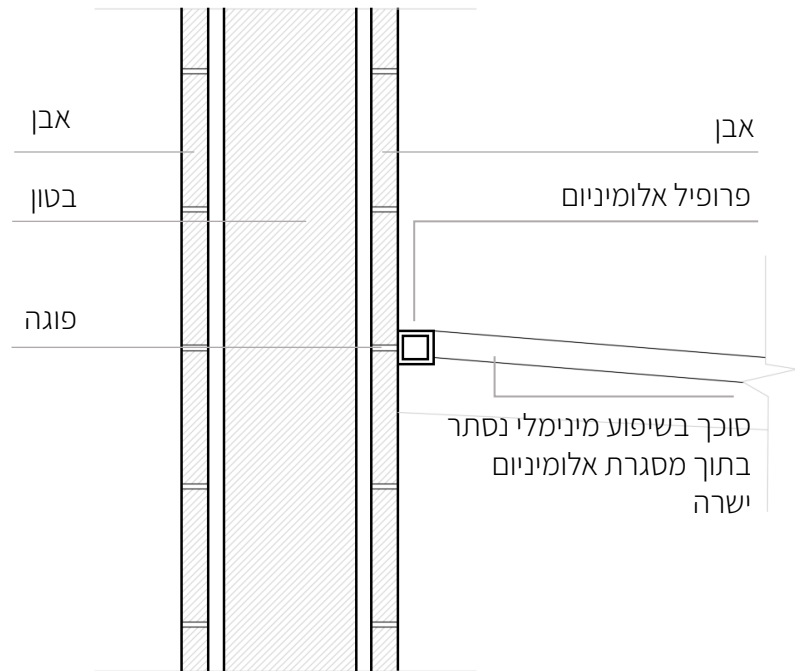 אבן
בטון
פוגה
אבן
פרופיל אלומיניום
סוכך בשיפוע מינימלי נסתר
בתוך מסגרת אלומיניום
ישרה